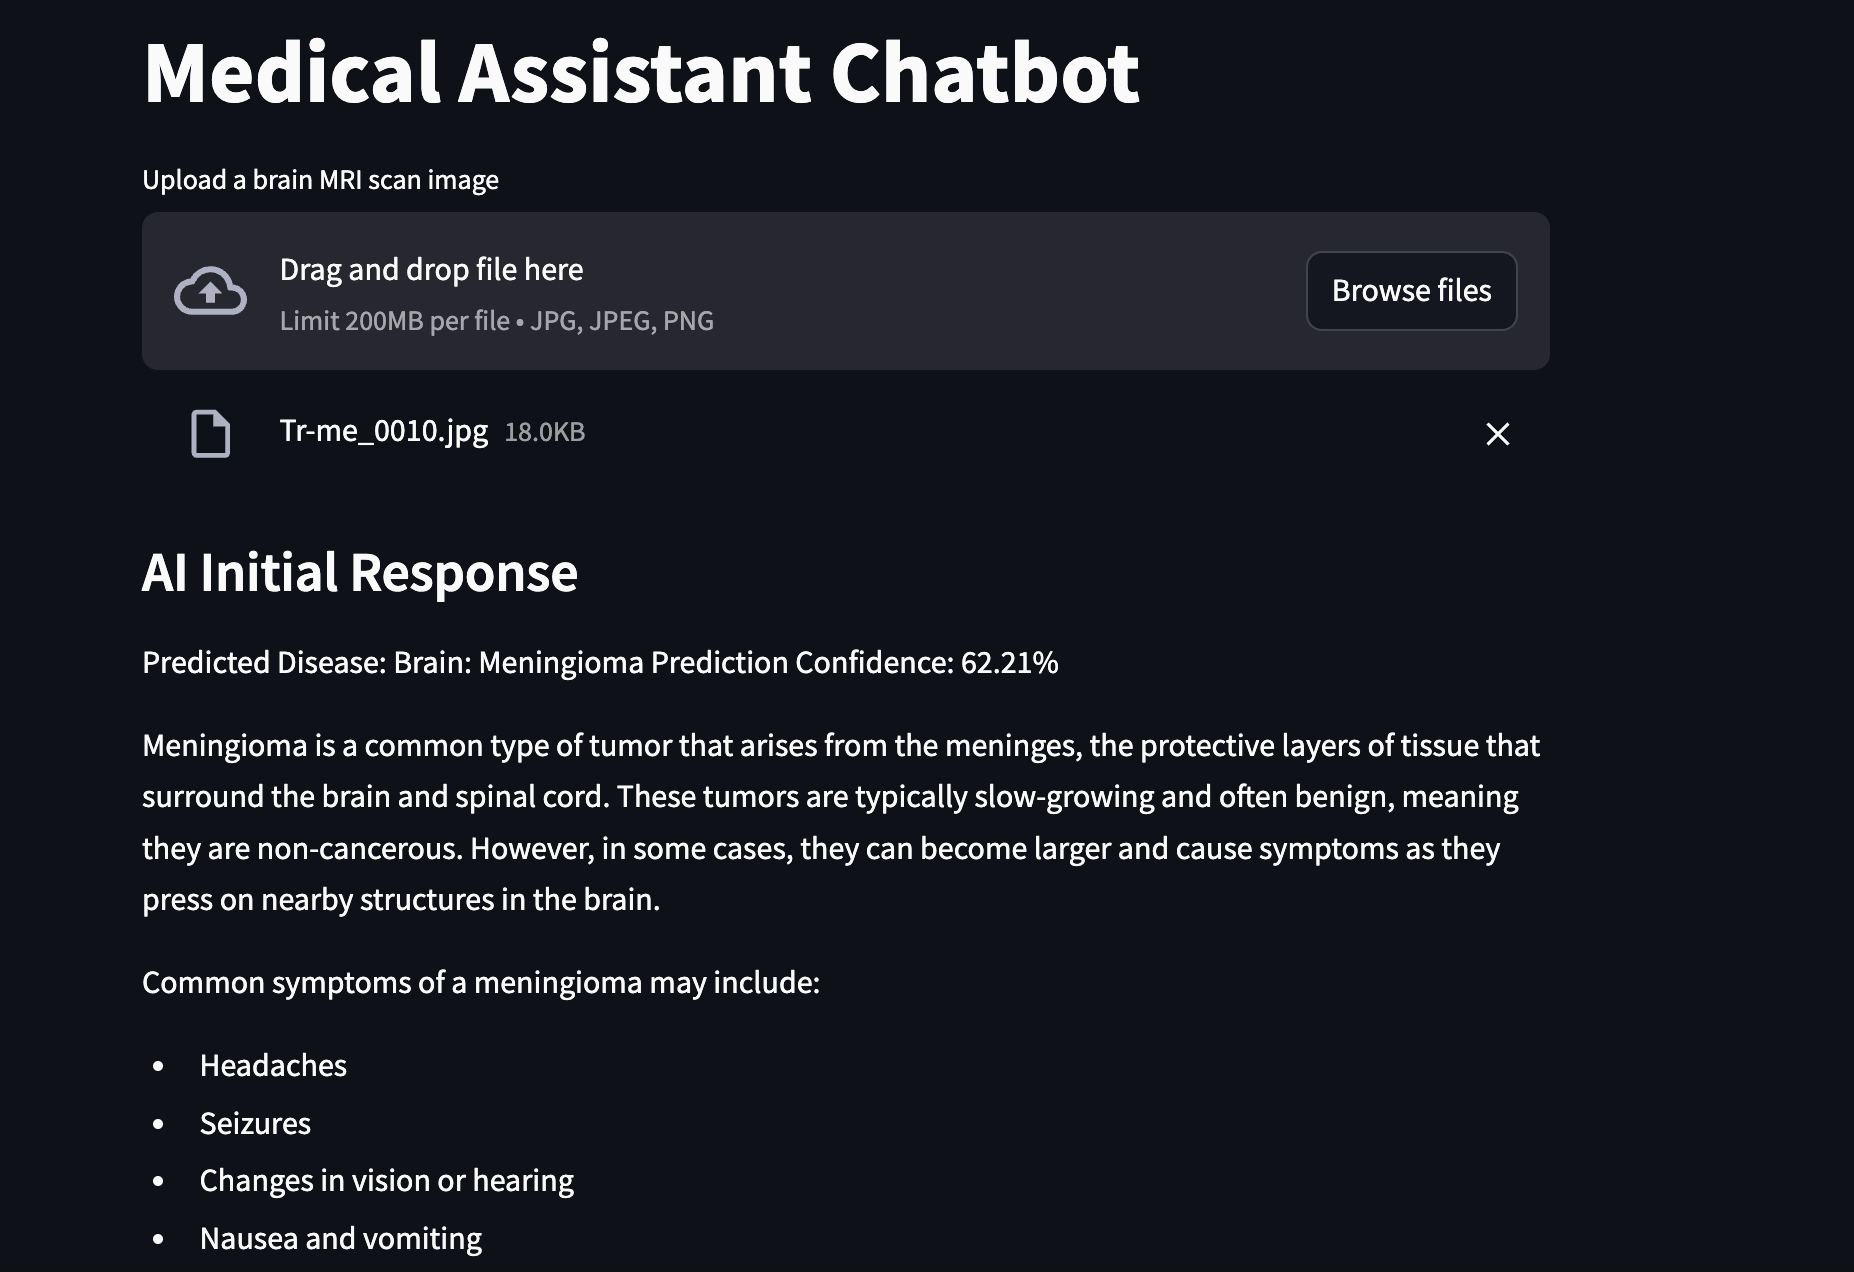 Medical Assistant Chatbot
Upload a brain MRI scan image
Drag and drop file here
Limit 200MB per file • JPG, JPEG, PNG
Browse files
Tr-me_0010.jpg 18.0KB
AI Initial Response
Predicted Disease: Brain: Meningioma Prediction Confidence: 62.21%
Meningioma is a common type of tumor that arises from the meninges, the protective layers of tissue that
surround the brain and spinal cord. These tumors are typically slow-growing and often benign, meaning
they are non-cancerous. However, in some cases, they can become larger and cause symptoms as they
press on nearby structures in the brain.
Common symptoms of a meningioma may include:
• Headaches
• Seizures
• Changes in vision or hearing
• Nausea and vomiting